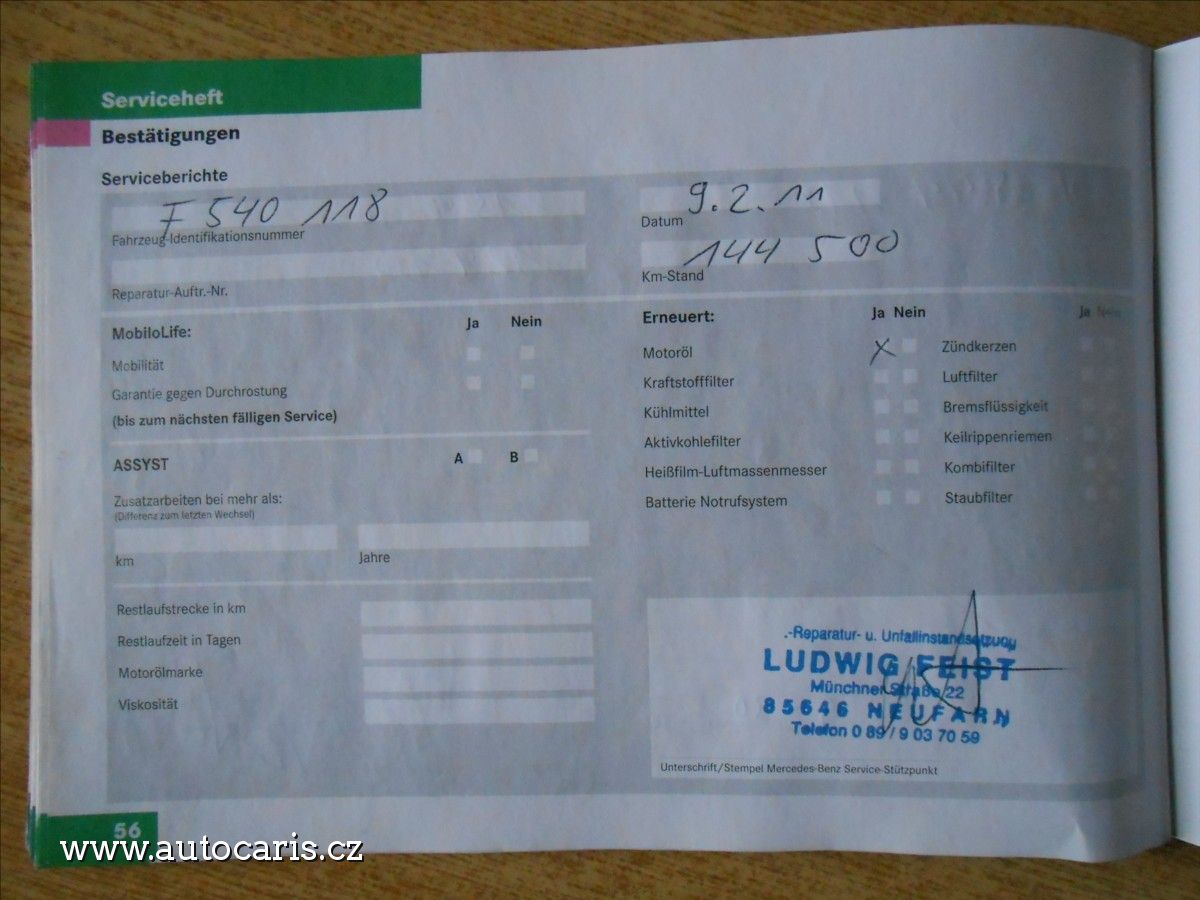 Serviceheft
Bestätigungen
Serviceberichte
F 540 118
Fahrzeug-Identifikationsnummer
9.2.11
Datum
144 500
Km-Stand
Reparatur-Auftr.-Nr.
MobiloLife:
Ja Nein
Mobilität
Garantie gegen Durchrostung
(bis zum nächsten fälligen Service)
ASSYST
A B
Zusatzarbeiten bei mehr als:
(Differenz zum letzten Wechsel)
km
Jahre
Restlaufstrecke in km
Restlaufzeit in Tagen
Motorölmarke
Viskosität
Erneuert:
Ja Nein
Ja Nein
Motoröl X
Zündkerzen
Kraftstofffilter
Luftfilter
Kühlmittel
Bremsflüssigkeit
Aktivkohlefilter
Keilrippenriemen
Heißfilm-Luftmassenmesser
Kombifilter
Batterie Notrufsystem
Staubfilter
.-Reparatur- u. Unfallinstandsetzung
LUDWIG FEIST
Münchner Straße 22
85646 NEUFARN
Telefon 0 89 / 9 03 70 59
Unterschrift/Stempel Mercedes-Benz Service-Stützpunkt
56
www.autocaris.cz